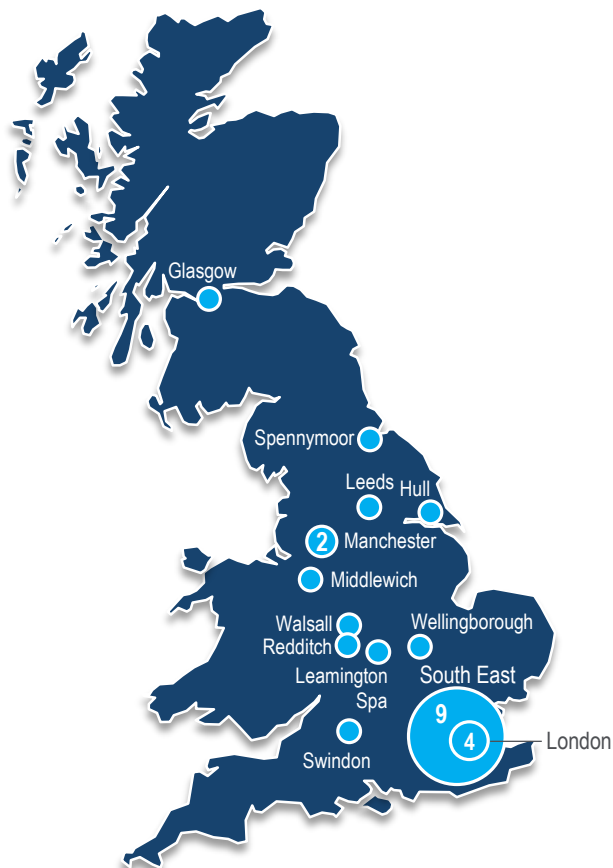 Glasgow
Spennymoor
Leeds
Hull
2
Manchester
Middlewich
Walsall
Redditch
Wellingborough
Leamington
Spa
South East
9
4
London
Swindon